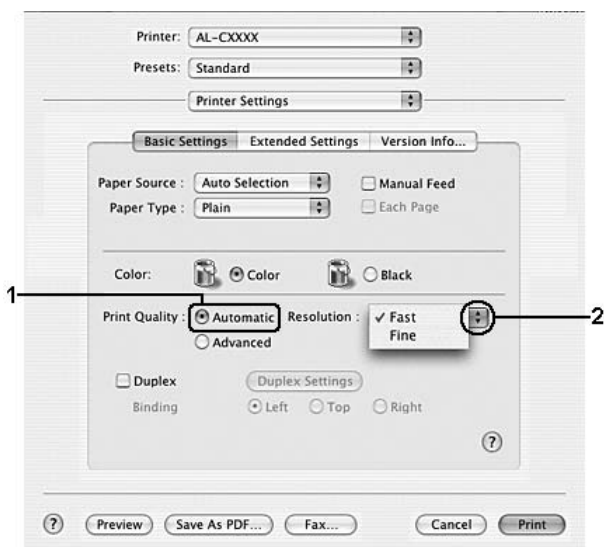 Printer: AL-CXXXX
Presets: Standard
Printer Settings
Basic Settings Extended Settings Version Info...
Paper Source : Auto Selection Manual Feed
Paper Type : Plain Each Page
Color: Color Black
1
Print Quality : Automatic Resolution : ✓ Fast 2
Fine
Advanced
Duplex Duplex Settings
Binding Left Top Right
?
? Preview Save As PDF... Fax... Cancel Print